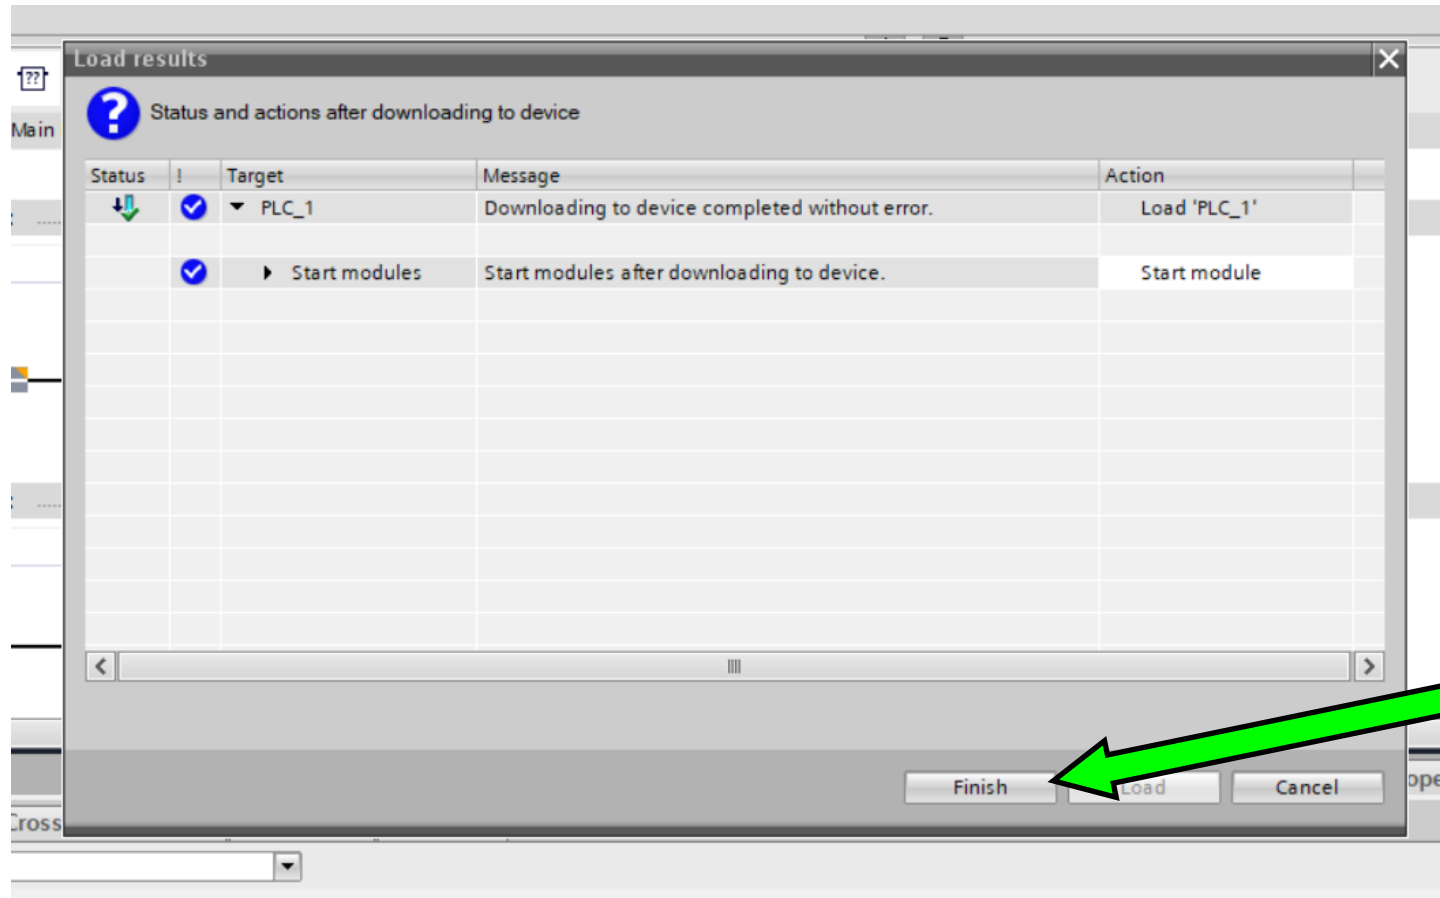 Load results
??
Status and actions after downloading to device
Main
Status ! Target Message Action
PLC_1 Downloading to device completed without error. Load 'PLC_1'
:
Start modules Start modules after downloading to device. Start module
:
Finish Load Cancel
ope
Cross